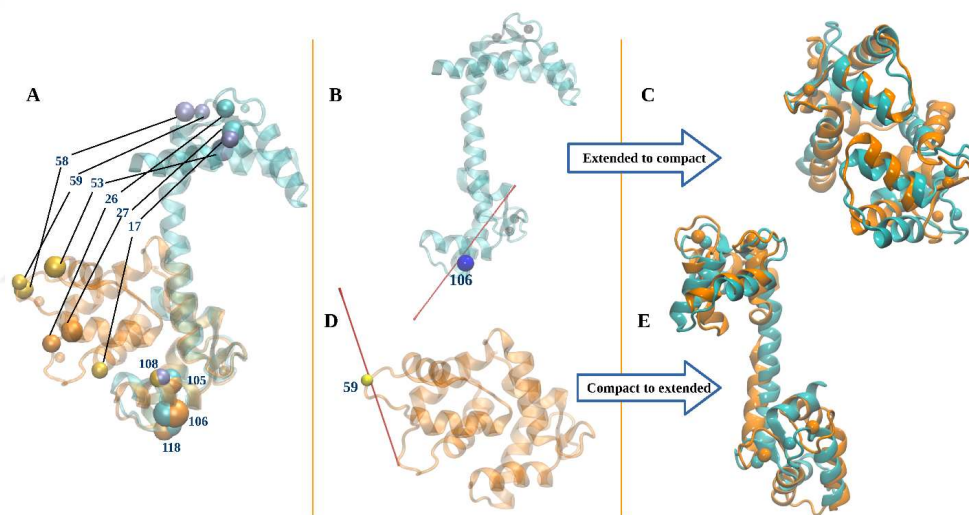 A
58
59
53
26
27
17
108
105
106
118
B
106
Extended to compact
C
D
59
Compact to extended
E